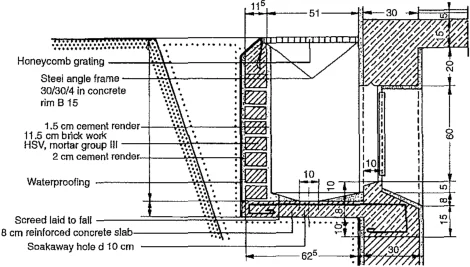 11⁵ 51 30
5
5
Honeycomb grating
20
Steel angle frame
30/30/4 in concrete
rim B 15
1.5 cm cement render
60
11.5 cm brick work
HSV, mortar group III
2 cm cement render
10
Waterproofing
10
10
5
8
Screed laid to fall
8
15
8 cm reinforced concrete slab
10
Soakaway hole d 10 cm
62⁵ 30